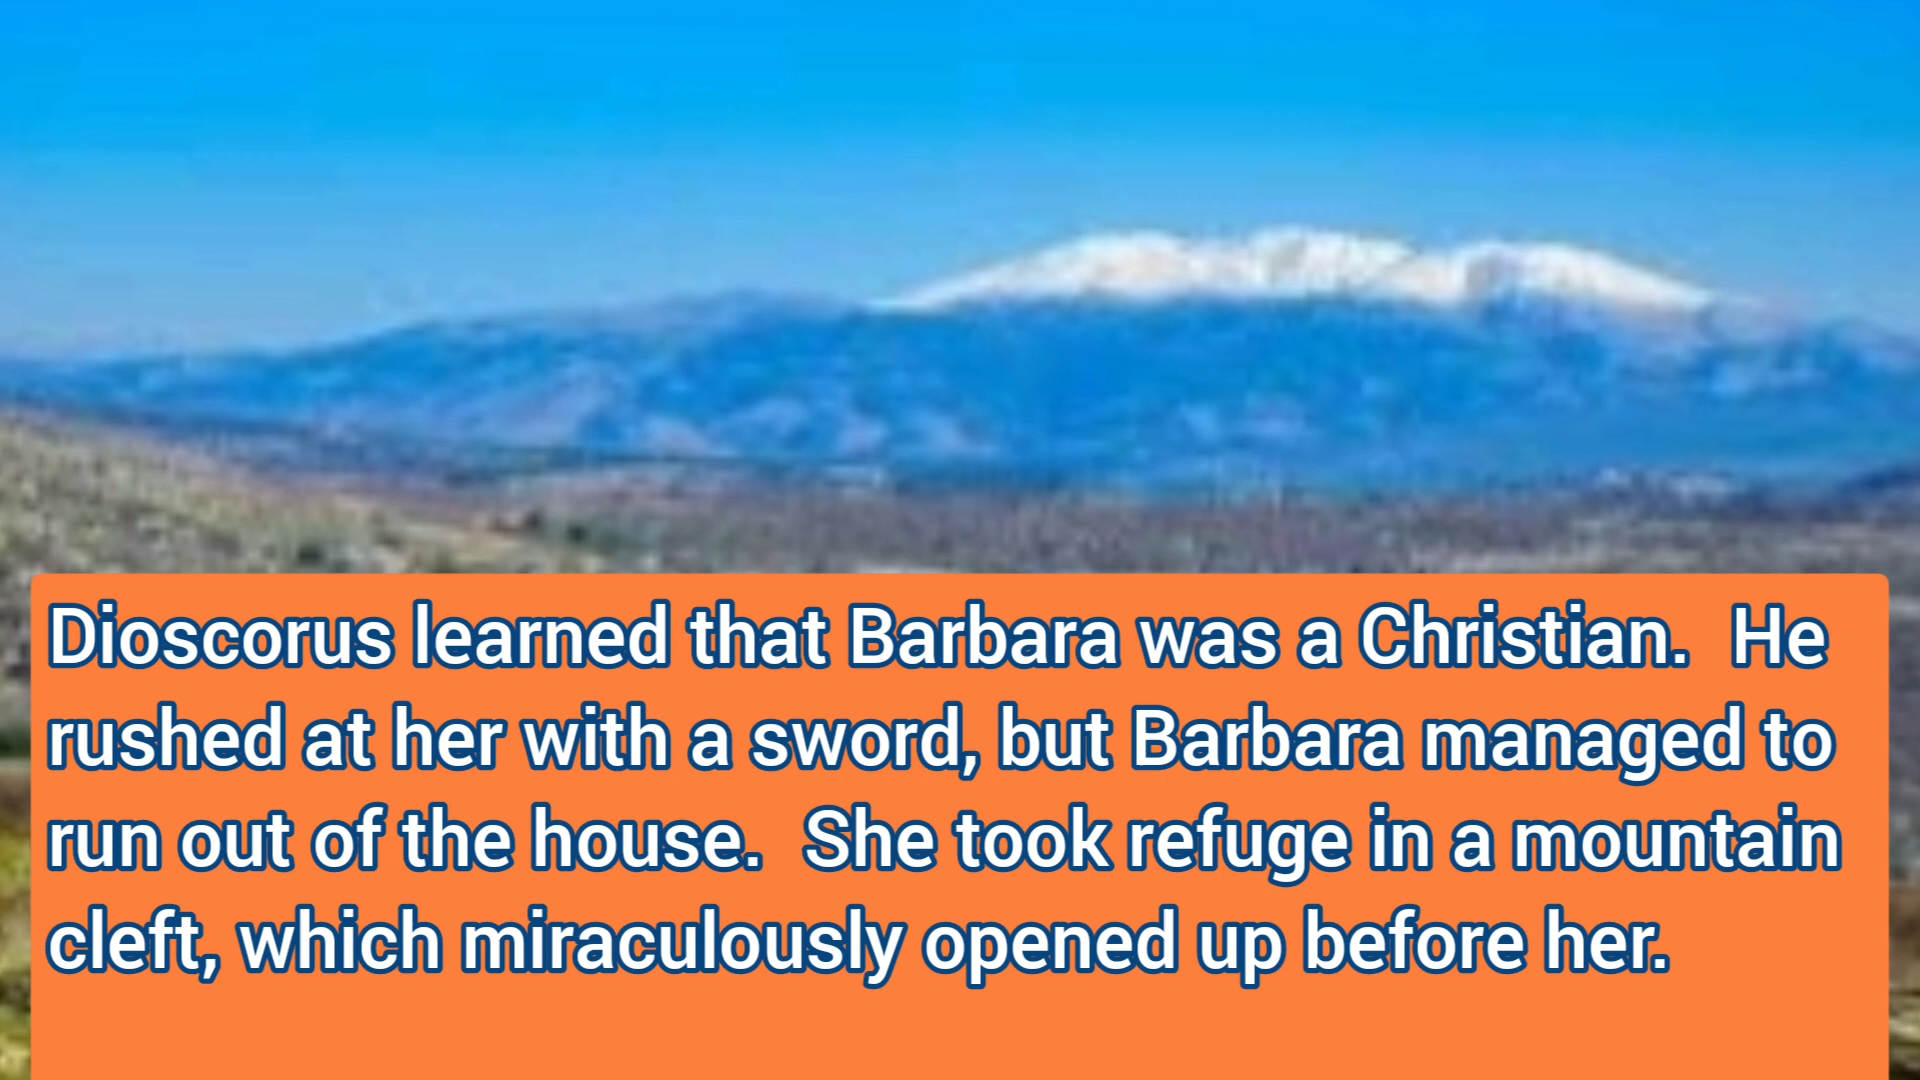 Dioscorus learned that Barbara was a Christian.  He
rushed at her with a sword, but Barbara managed to
run out of the house.  She took refuge in a mountain
cleft, which miraculously opened up before her.